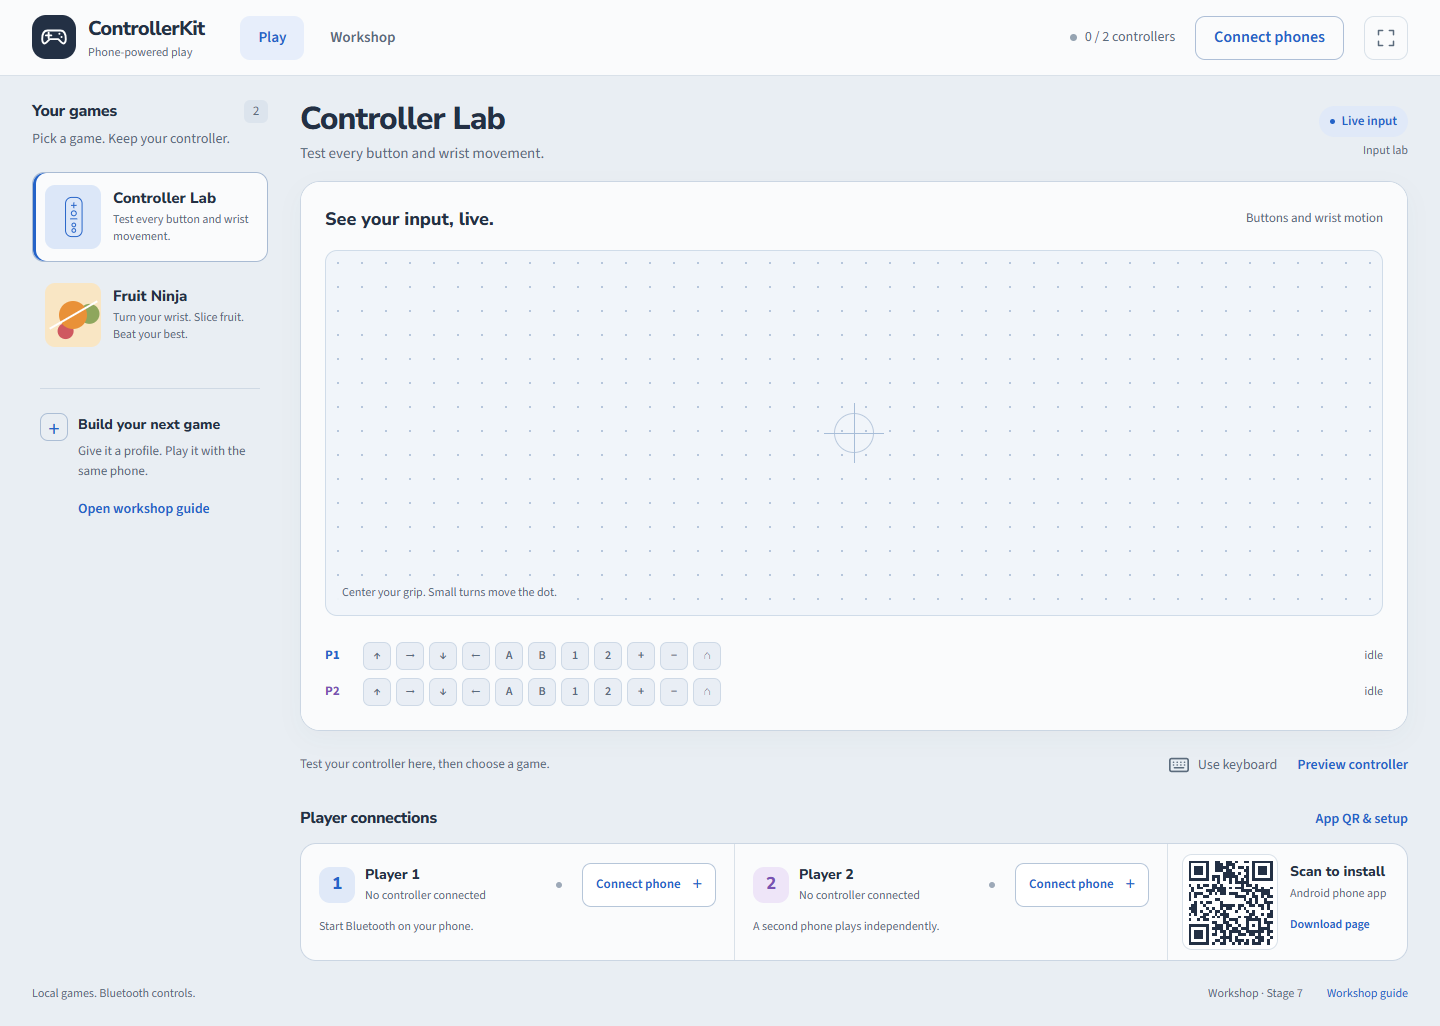 ControllerKit
Phone-powered play
Play
Workshop
0 / 2 controllers
Connect phones
Your games
2
Pick a game. Keep your controller.
Controller Lab
Test every button and wrist
movement.
Fruit Ninja
Turn your wrist. Slice fruit.
Beat your best.
+
Build your next game
Give it a profile. Play it with the
same phone.
Open workshop guide
Controller Lab
Test every button and wrist movement.
Live input
Input lab
See your input, live.
Buttons and wrist motion
Center your grip. Small turns move the dot.
P1 ↑ → ↓ ← A B 1 2 + − ∩ idle
P2 ↑ → ↓ ← A B 1 2 + − ∩ idle
Test your controller here, then choose a game.
Use keyboard
Preview controller
Player connections
App QR & setup
1
Player 1
No controller connected
Connect phone +
Start Bluetooth on your phone.
2
Player 2
No controller connected
Connect phone +
A second phone plays independently.
Scan to install
Android phone app
Download page
Local games. Bluetooth controls.
Workshop · Stage 7
Workshop guide